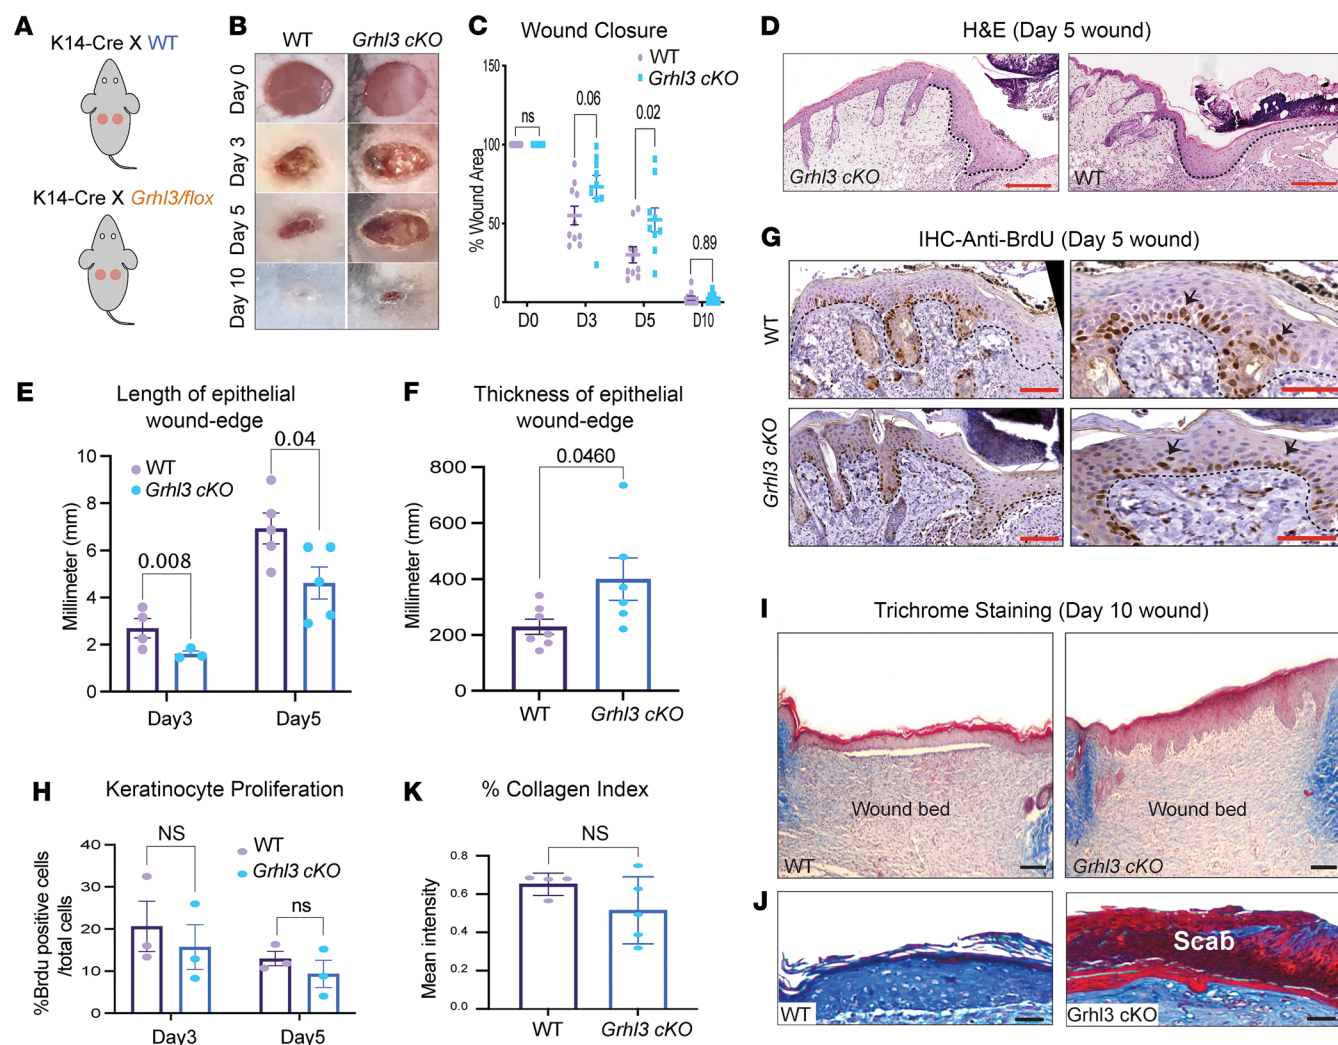 A
K14-Cre X WT
K14-Cre X Grhl3/flox
B
WT
Grhl3 cKO
Day 0
Day 3
Day 5
Day 10
C
Wound Closure
WT
Grhl3 cKO
% Wound Area
150
100
50
0
ns
0.06
0.02
0.89
D0
D3
D5
D10
D
H&E (Day 5 wound)
Grhl3 cKO
WT
E
Length of epithelial
wound-edge
WT
Grhl3 cKO
Millimeter (mm)
10
8
6
4
2
0
0.008
0.04
Day3
Day5
F
Thickness of epithelial
wound-edge
Millimeter (mm)
800
600
400
200
0
0.0460
WT
Grhl3 cKO
G
IHC-Anti-BrdU (Day 5 wound)
WT
Grhl3 cKO
H
Keratinocyte Proliferation
WT
Grhl3 cKO
%Brdu positive cells
/total cells
40
30
20
10
0
NS
ns
Day3
Day5
K
% Collagen Index
Mean intensity
0.8
0.6
0.4
0.2
0.0
NS
WT
Grhl3 cKO
I
Trichrome Staining (Day 10 wound)
Wound bed
WT
Wound bed
Grhl3 cKO
J
WT
Scab
Grhl3 cKO